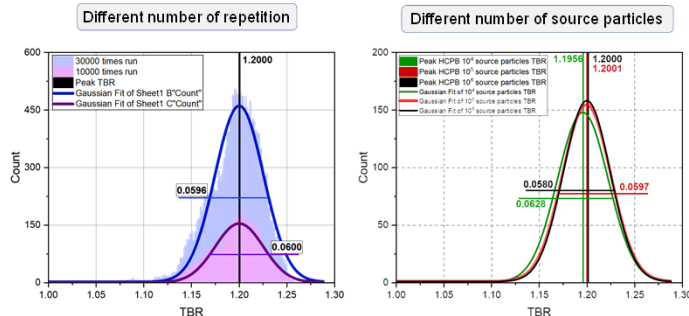 Different number of repetition
Different number of source particles
600
450
300
150
0
Count
30000 times run
10000 times run
Peak TBR
Gaussian Fit of Sheet1 B"Count"
Gaussian Fit of Sheet1 C"Count"
1.2000
0.0596
0.0600
1.00
1.05
1.10
1.15
1.20
1.25
1.30
TBR
200
150
100
50
0
Count
Peak HCPB 10⁴ source particles TBR
Peak HCPB 10⁵ source particles TBR
Peak HCPB 10⁶ source particles TBR
Gaussian Fit of 10⁴ source particles TBR
Gaussian Fit of 10⁵ source particles TBR
Gaussian Fit of 10⁶ source particles TBR
1.1956
1.2000
1.2001
0.0580
0.0597
0.0628
1.00
1.05
1.10
1.15
1.20
1.25
1.30
TBR